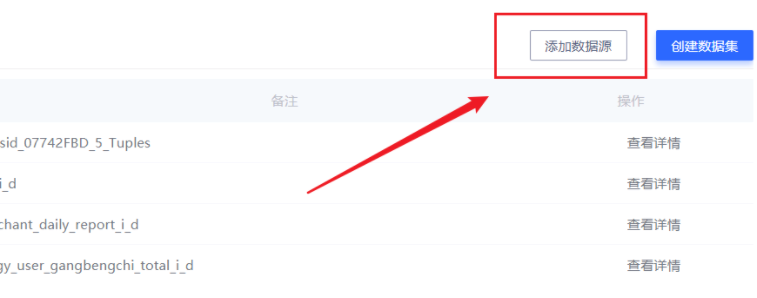 添加数据源 创建数据集
备注 操作
sid_07742FBD_5_Tuples 查看详情
i_d 查看详情
chant_daily_report_i_d 查看详情
gy_user_gangbengchi_total_i_d 查看详情